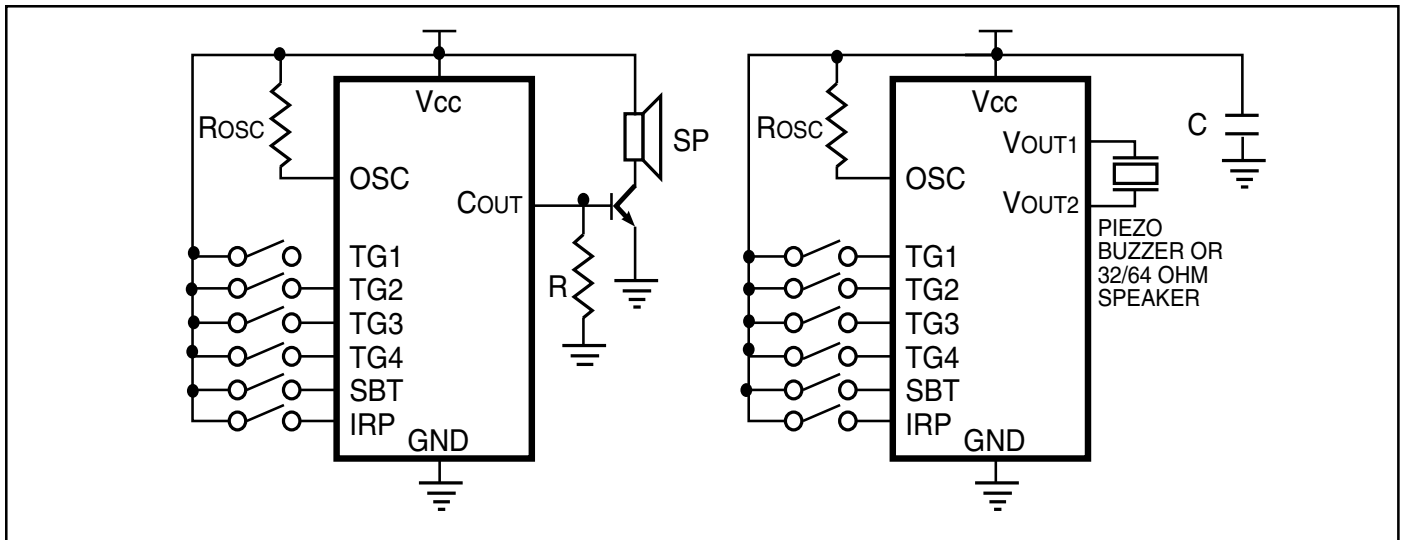 Vcc
ROSC
OSC
COUT
SP
R
TG1
TG2
TG3
TG4
SBT
IRP
GND
Vcc
ROSC
OSC
VOUT1
VOUT2
C
PIEZO
BUZZER OR
32/64 OHM
SPEAKER
TG1
TG2
TG3
TG4
SBT
IRP
GND